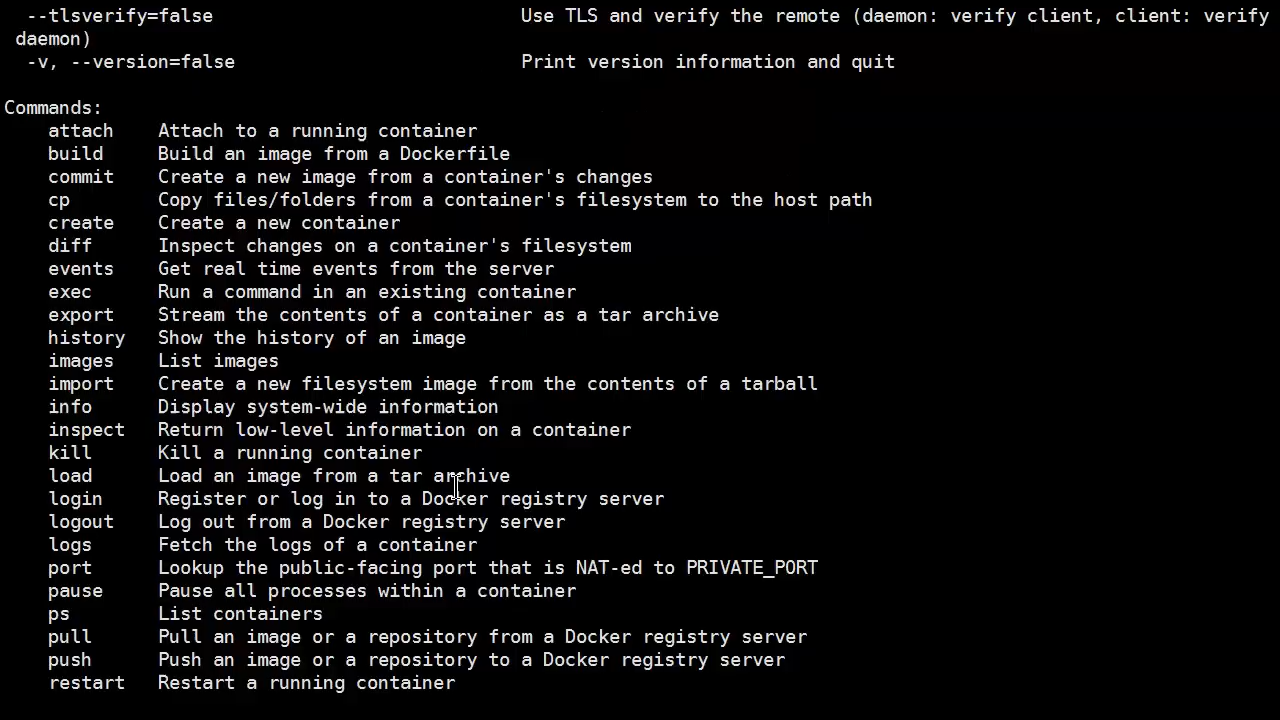 --tlsverify=false Use TLS and verify the remote (daemon: verify client, client: verify
daemon)
-v, --version=false Print version information and quit
Commands:
attach Attach to a running container
build Build an image from a Dockerfile
commit Create a new image from a container's changes
cp Copy files/folders from a container's filesystem to the host path
create Create a new container
diff Inspect changes on a container's filesystem
events Get real time events from the server
exec Run a command in an existing container
export Stream the contents of a container as a tar archive
history Show the history of an image
images List images
import Create a new filesystem image from the contents of a tarball
info Display system-wide information
inspect Return low-level information on a container
kill Kill a running container
load Load an image from a tar archive
login Register or log in to a Docker registry server
logout Log out from a Docker registry server
logs Fetch the logs of a container
port Lookup the public-facing port that is NAT-ed to PRIVATE_PORT
pause Pause all processes within a container
ps List containers
pull Pull an image or a repository from a Docker registry server
push Push an image or a repository to a Docker registry server
restart Restart a running container